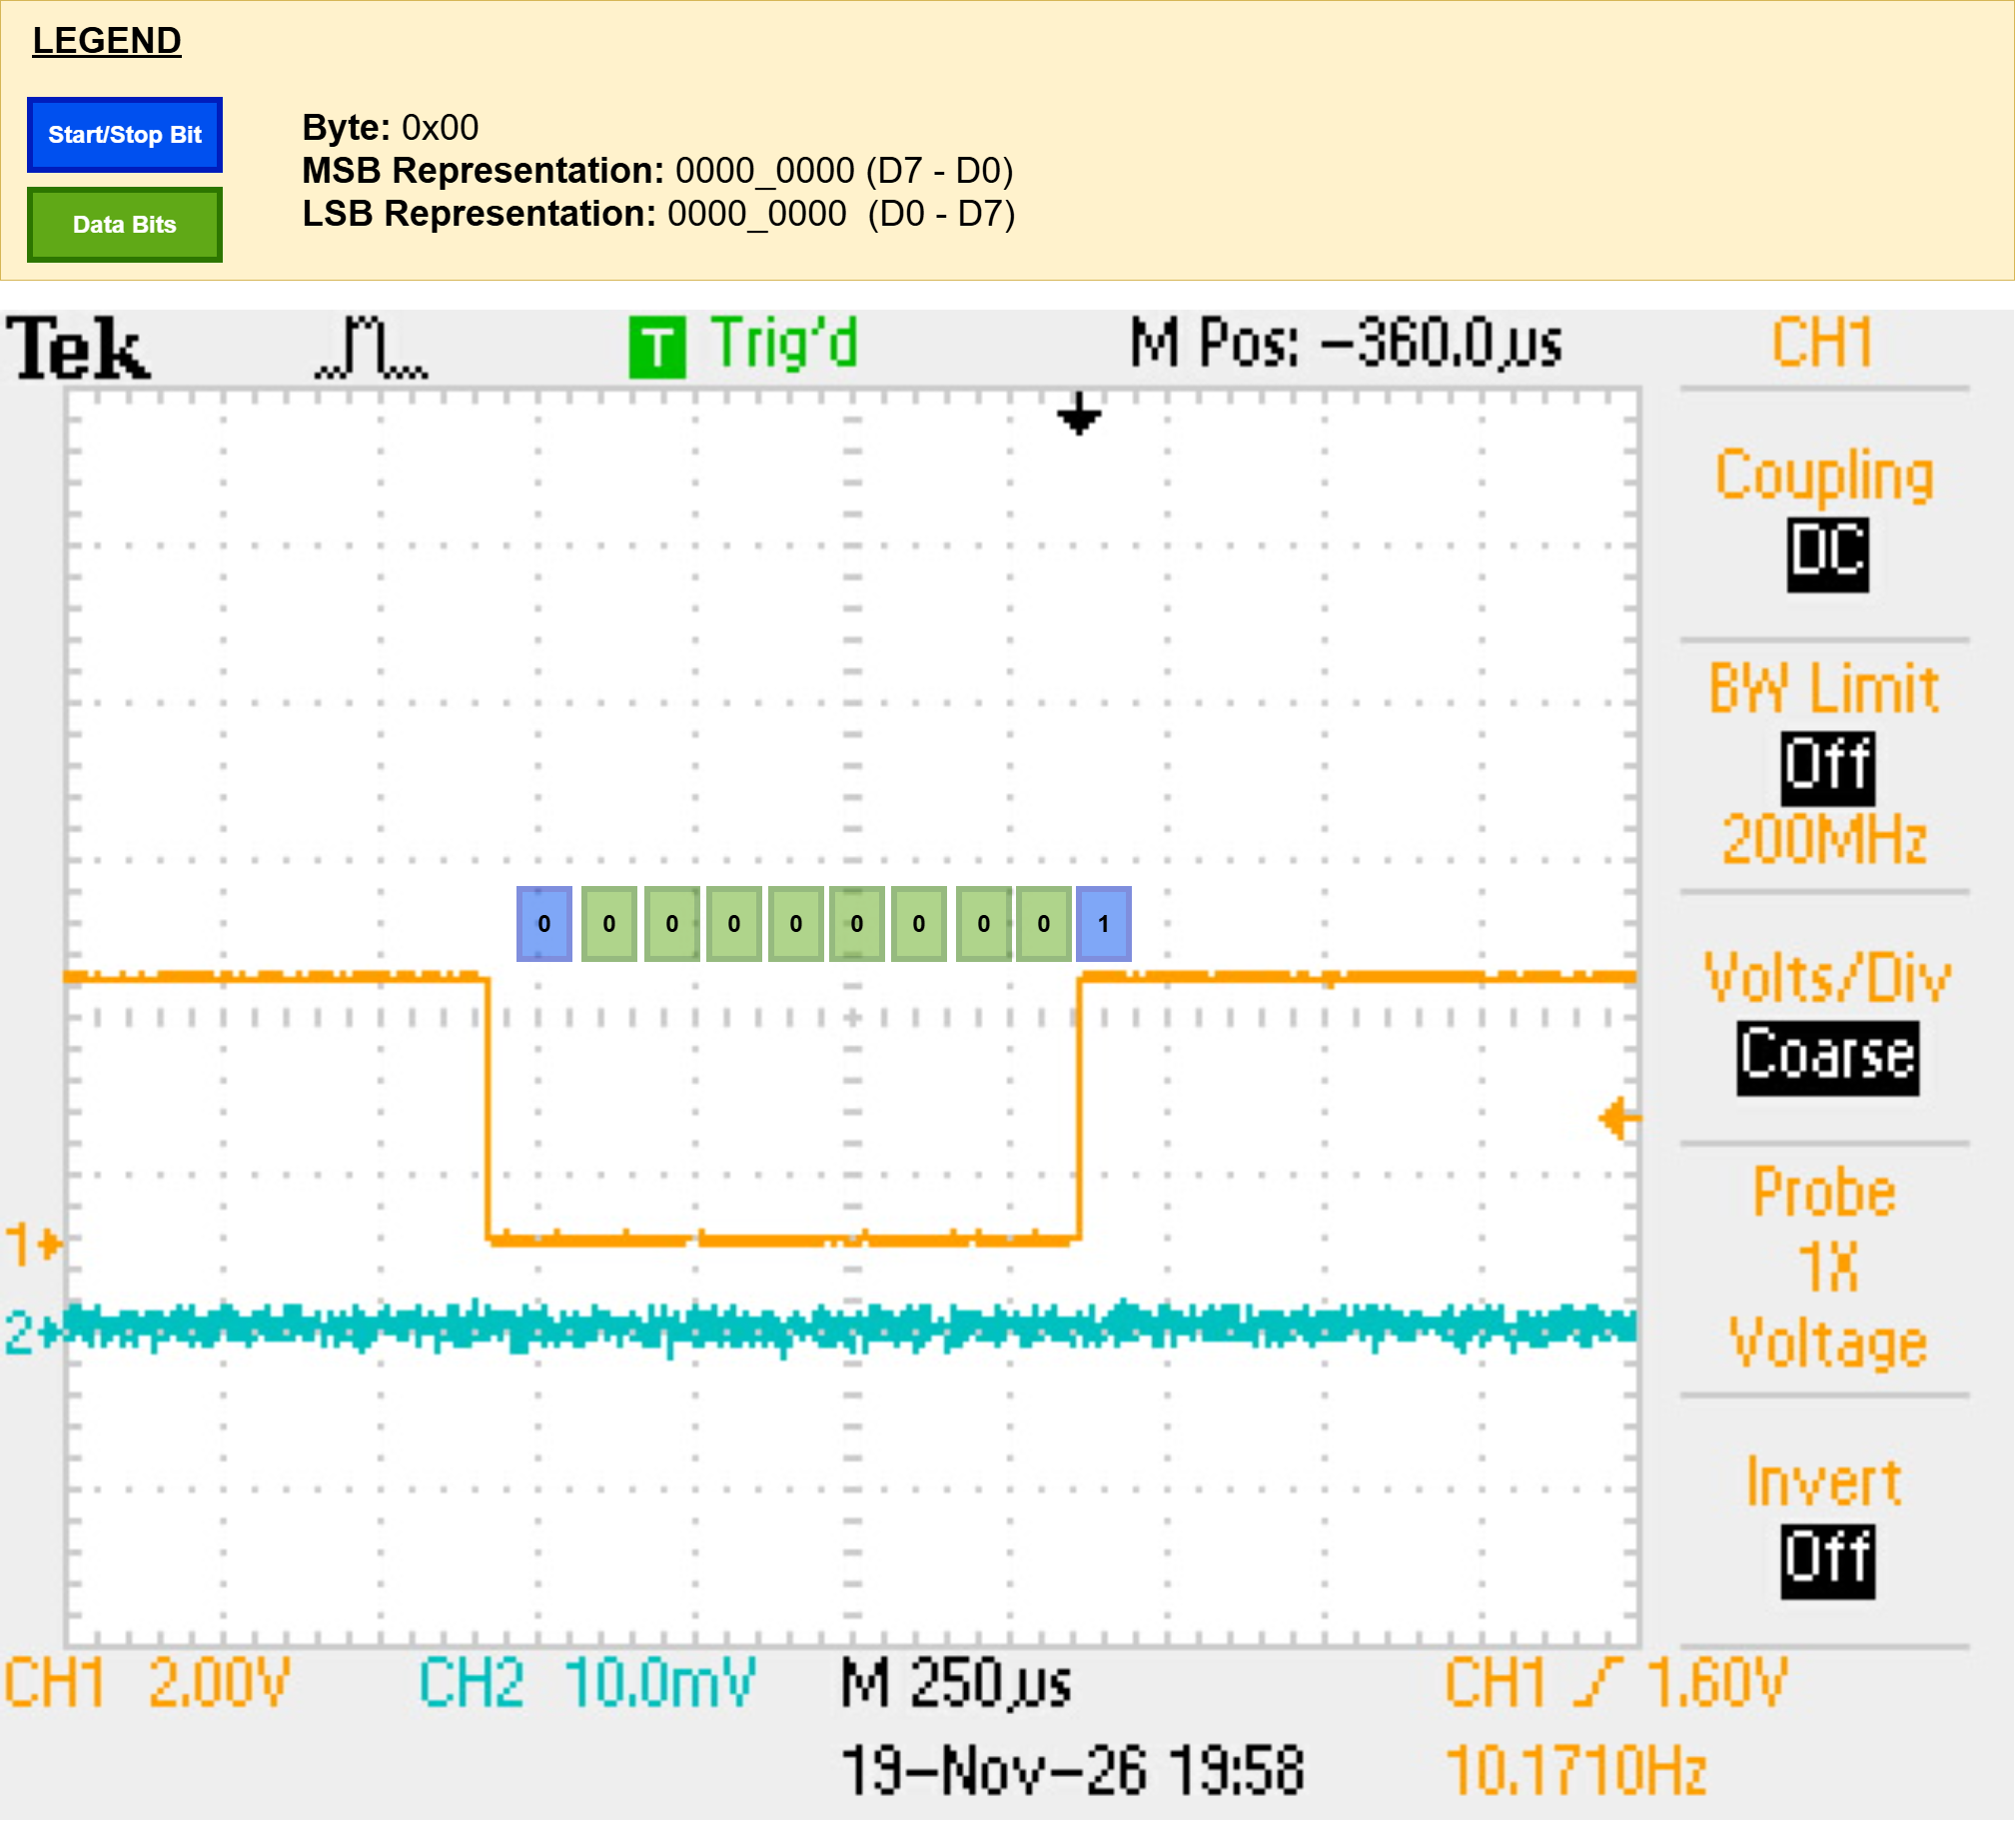 LEGEND
Start/Stop Bit
Data Bits
Byte: 0x00
MSB Representation: 0000_0000 (D7 - D0)
LSB Representation: 0000_0000 (D0 - D7)
Tek T Trig'd M Pos: -360.0µs CH1
Coupling
DC
BW Limit
Off
200MHz
0 0 0 0 0 0 0 0 0 1
Volts/Div
Coarse
Probe
1X
Voltage
1
2
Invert
Off
CH1 2.00V CH2 10.0mV M 250µs CH1 1.60V
19-Nov-26 19:58 10.1710Hz